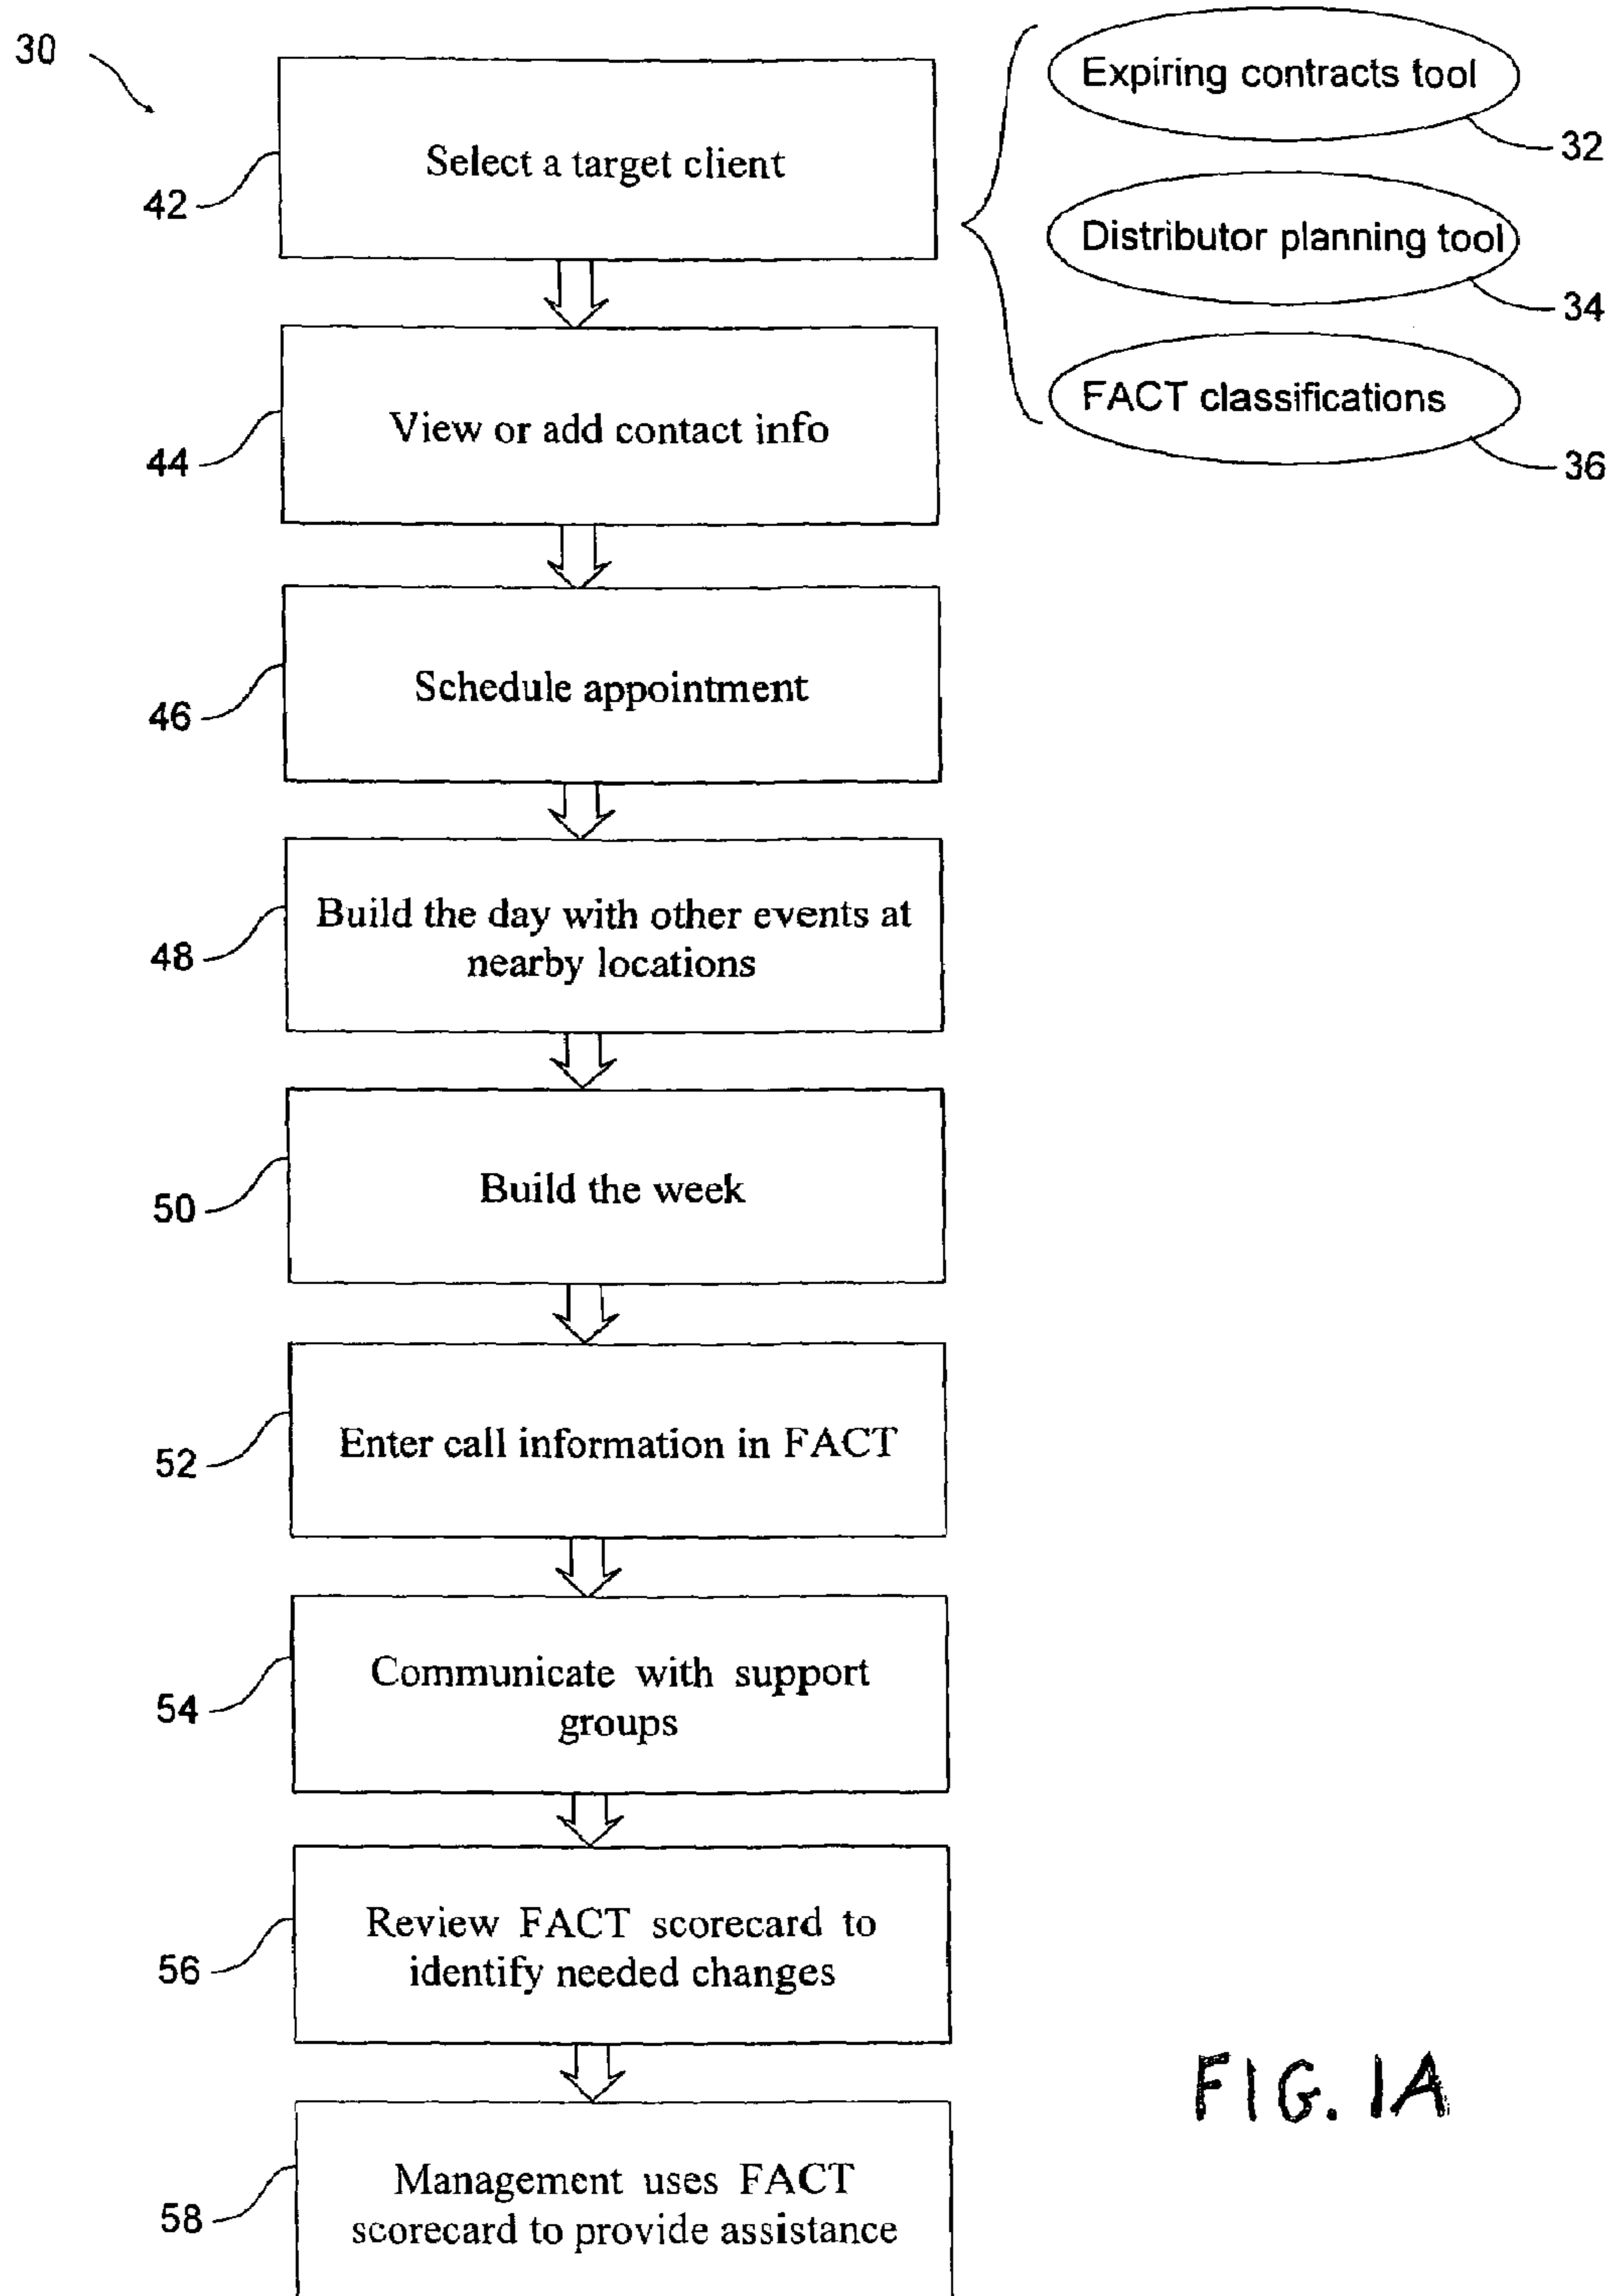 30
Expiring contracts tool
32
Select a target client
42
Distributor planning tool
34
FACT classifications
36
View or add contact info
44
Schedule appointment
46
Build the day with other events at
nearby locations
48
Build the week
50
Enter call information in FACT
52
Communicate with support
groups
54
Review FACT scorecard to
identify needed changes
56
Management uses FACT
scorecard to provide assistance
58
FIG. 1A